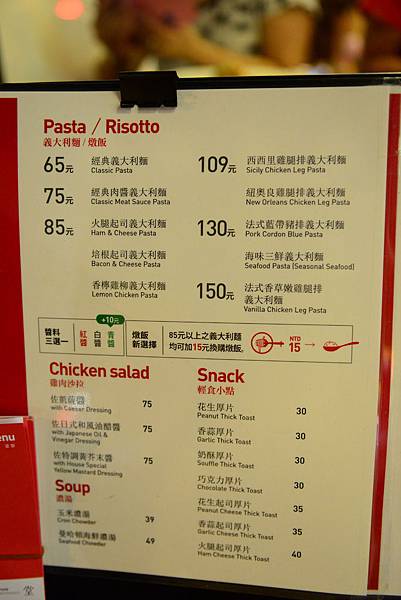 Pasta / Risotto
義大利麵 / 燉飯
65元 經典義大利麵
Classic Pasta
75元 經典肉醬義大利麵
Classic Meat Sauce Pasta
85元 火腿起司義大利麵
Ham & Cheese Pasta
培根起司義大利麵
Bacon & Cheese Pasta
香檸雞柳義大利麵
Lemon Chicken Pasta
109元 西西里雞腿排義大利麵
Sicily Chicken Leg Pasta
紐奧良雞腿排義大利麵
New Orleans Chicken Leg Pasta
130元 法式藍帶豬排義大利麵
Pork Cordon Blue Pasta
海味三鮮義大利麵
Seafood Pasta (Seasonal Seafood)
150元 法式香草嫩雞腿排
義大利麵
Vanilla Chicken Leg Pasta
+10元
醬料三選一 紅醬 白醬 青醬
燉飯新選擇
85元以上之義大利麵
均可加15元換購燉飯。
NTD
15
Chicken salad
雞肉沙拉
佐凱薩醬 75
with Caesar Dressing
佐日式和風油醋醬 75
with Japanese Oil &
Vinegar Dressing
佐特調黃芥末醬 75
with House Special
Yellow Mustard Dressing
Soup
濃湯
玉米濃湯 39
Cron Chowder
曼哈頓海鮮濃湯 49
Seafood Chowder
Snack
輕食小點
花生厚片 30
Peanut Thick Toast
香蒜厚片 30
Garlic Thick Toast
奶酥厚片 30
Souffle Thick Toast
巧克力厚片 30
Chocolate Thick Toast
花生起司厚片 35
Peanut Cheese Thick Toast
香蒜起司厚片 35
Garlic Cheese Thick Toast
火腿起司厚片 40
Ham Cheese Thick Toast
enu
堂